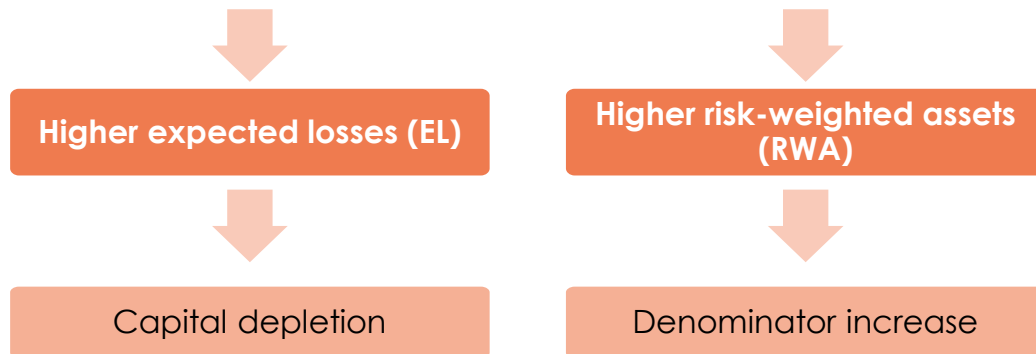 Higher expected losses (EL)
Higher risk-weighted assets
(RWA)
Capital depletion
Denominator increase